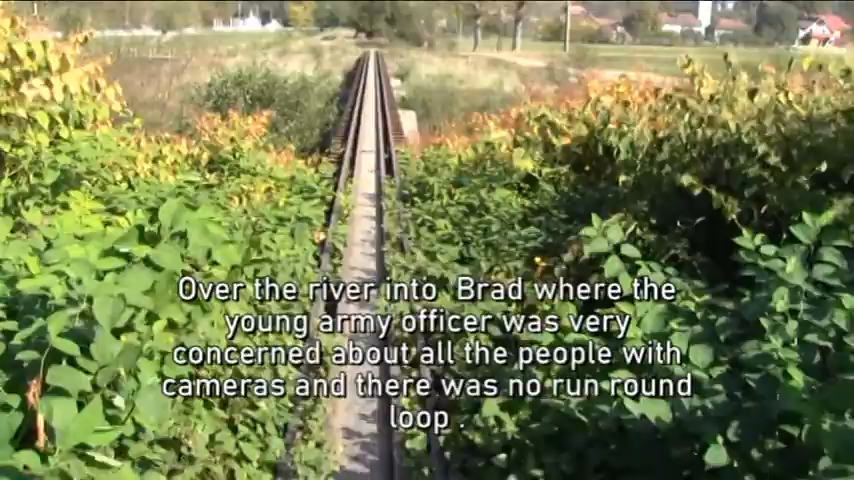 Over the river into  Brad where the
young army officer was very
concerned about all the people with
cameras and there was no run round
loop .